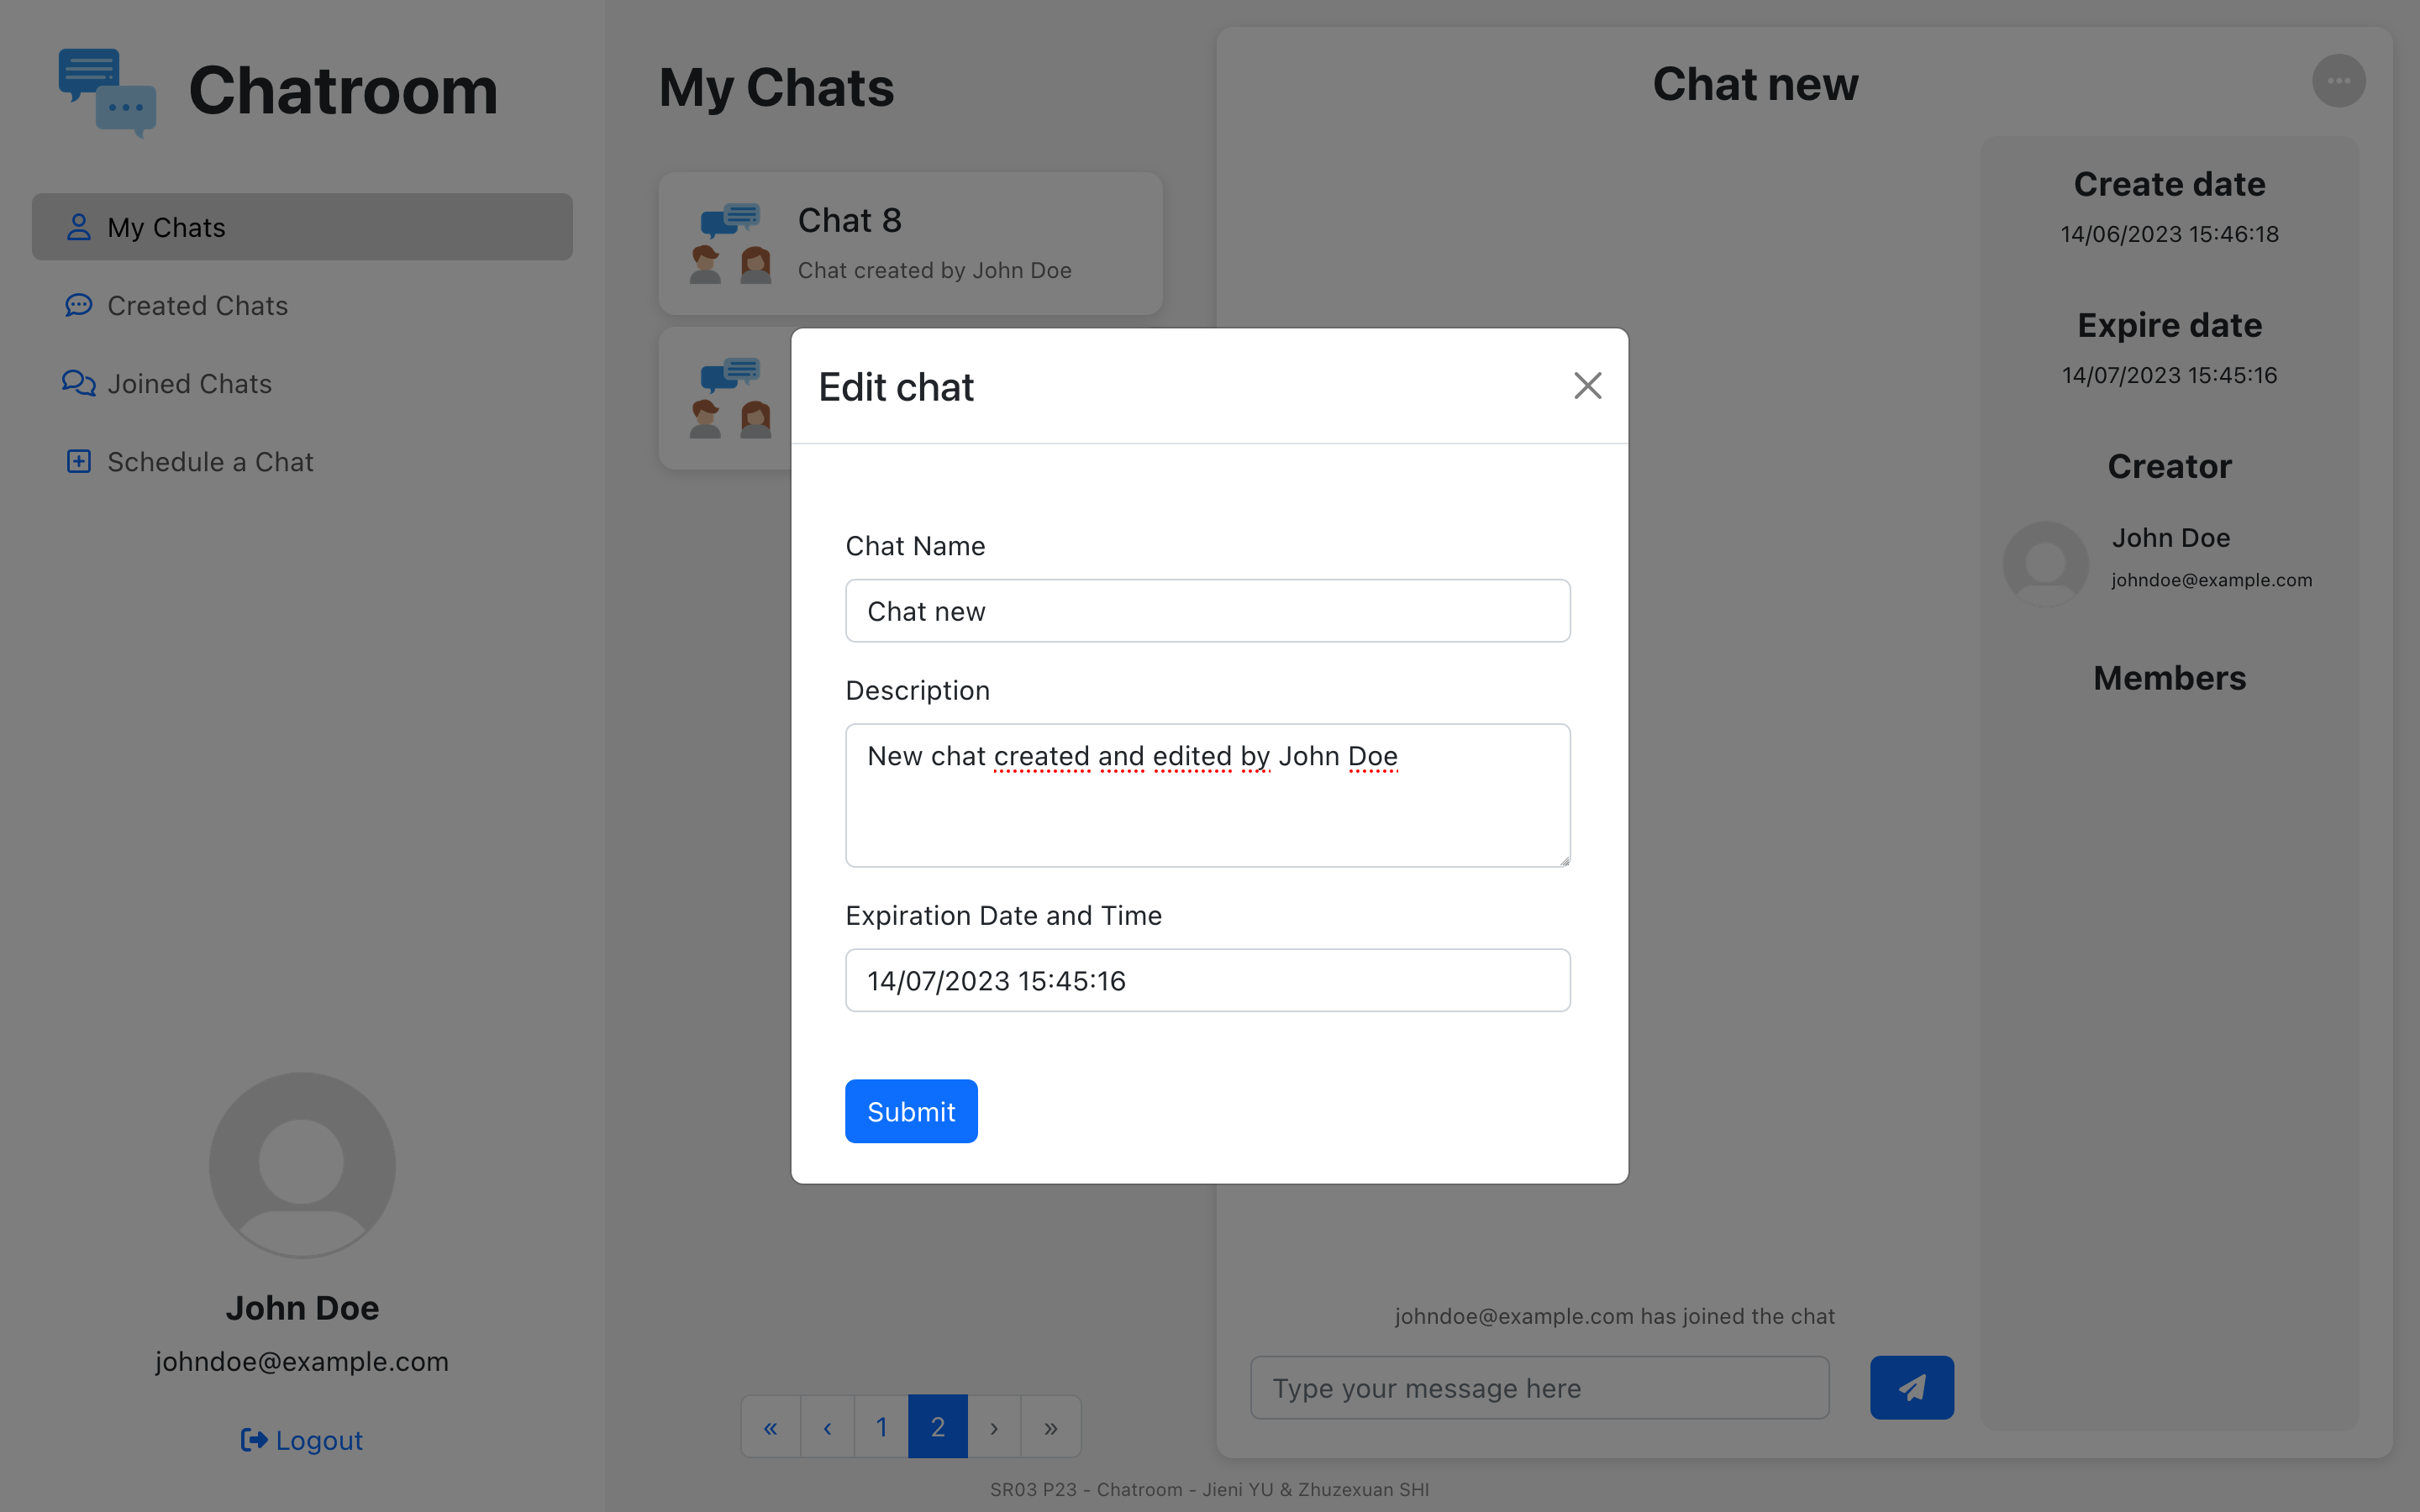 Chatroom
My Chats
Created Chats
Joined Chats
Schedule a Chat
John Doe
johndoe@example.com
Logout
My Chats
Chat 8
Chat created by John Doe
« ‹ 1 2 › »
Edit chat
Chat Name
Chat new
Description
New chat created and edited by John Doe
Expiration Date and Time
14/07/2023 15:45:16
Submit
Chat new
johndoe@example.com has joined the chat
Type your message here
Create date
14/06/2023 15:46:18
Expire date
14/07/2023 15:45:16
Creator
John Doe
johndoe@example.com
Members
SR03 P23 - Chatroom - Jieni YU & Zhuzexuan SHI